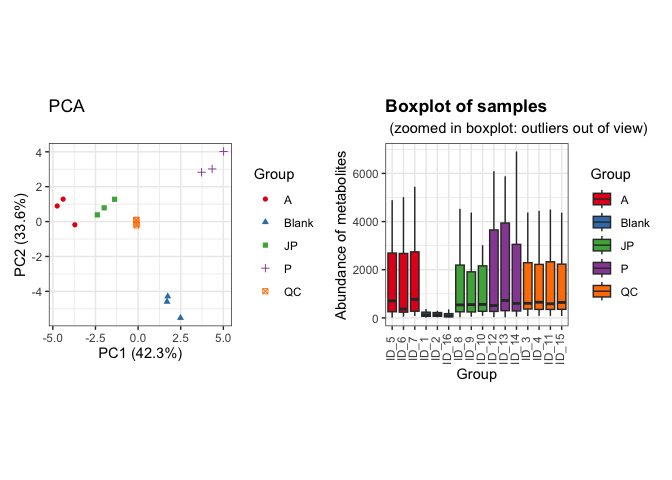 PCA
PC2 (33.6%)
4
2
0
-2
-4
-5.0 -2.5 0.0 2.5 5.0
PC1 (42.3%)
Group
A
Blank
JP
P
QC
Boxplot of samples
(zoomed in boxplot: outliers out of view)
Abundance of metabolites
6000
4000
2000
0
ID_5
ID_6
ID_7
ID_1
ID_2
ID_16
ID_8
ID_9
ID_10
ID_12
ID_13
ID_14
ID_3
ID_4
ID_11
ID_15
Group
Group
A
Blank
JP
P
QC